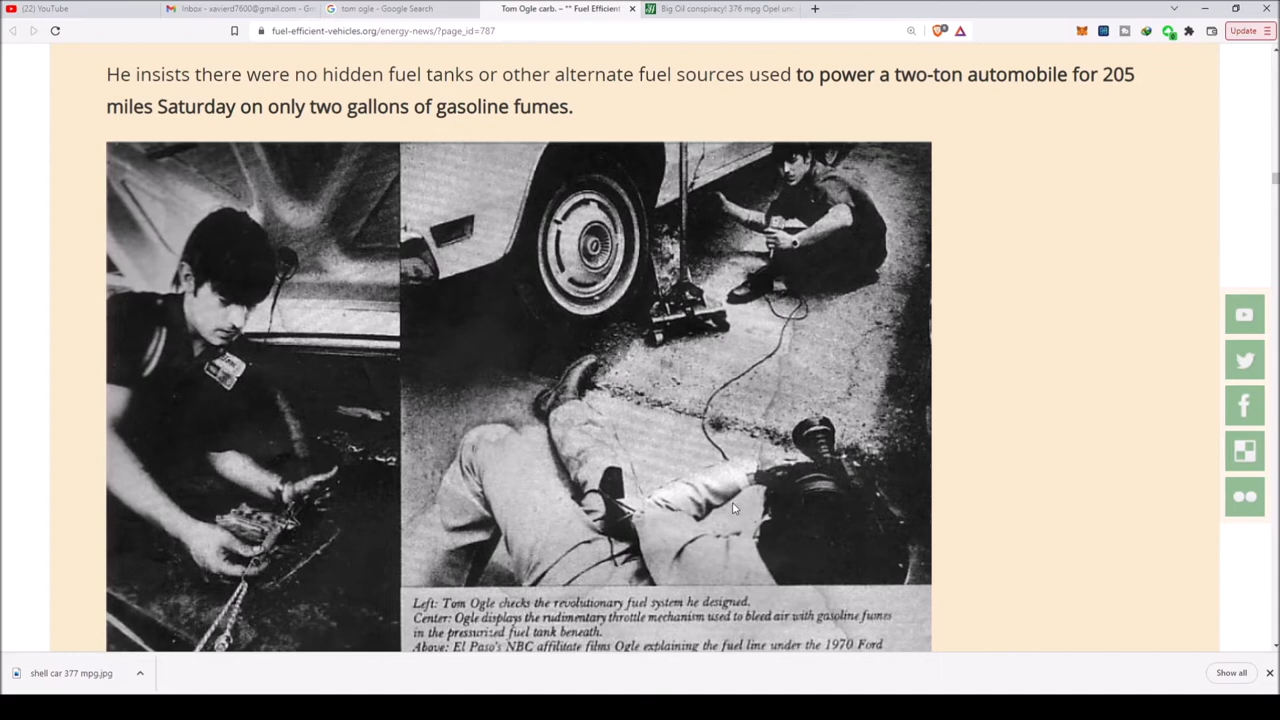 (22) YouTube
Inbox - xavierd7600@gmail.com - Gm
tom ogle - Google Search
Tom Ogle carb. – "" Fuel Efficient
Big Oil conspiracy! 376 mpg Opel unc
fuel-efficient-vehicles.org/energy-news/?page_id=787
Update
He insists there were no hidden fuel tanks or other alternate fuel sources used to power a two-ton automobile for 205
miles Saturday on only two gallons of gasoline fumes.
Left: Tom Ogle checks the revolutionary fuel system he designed.
Center: Ogle displays the rudimentary throttle mechanism used to bleed air with gasoline fumes
in the pressurized fuel tank beneath.
Above: El Paso's NBC affiliate films Ogle explaining the fuel line under the 1970 Ford
shell car 377 mpg.jpg
Show all